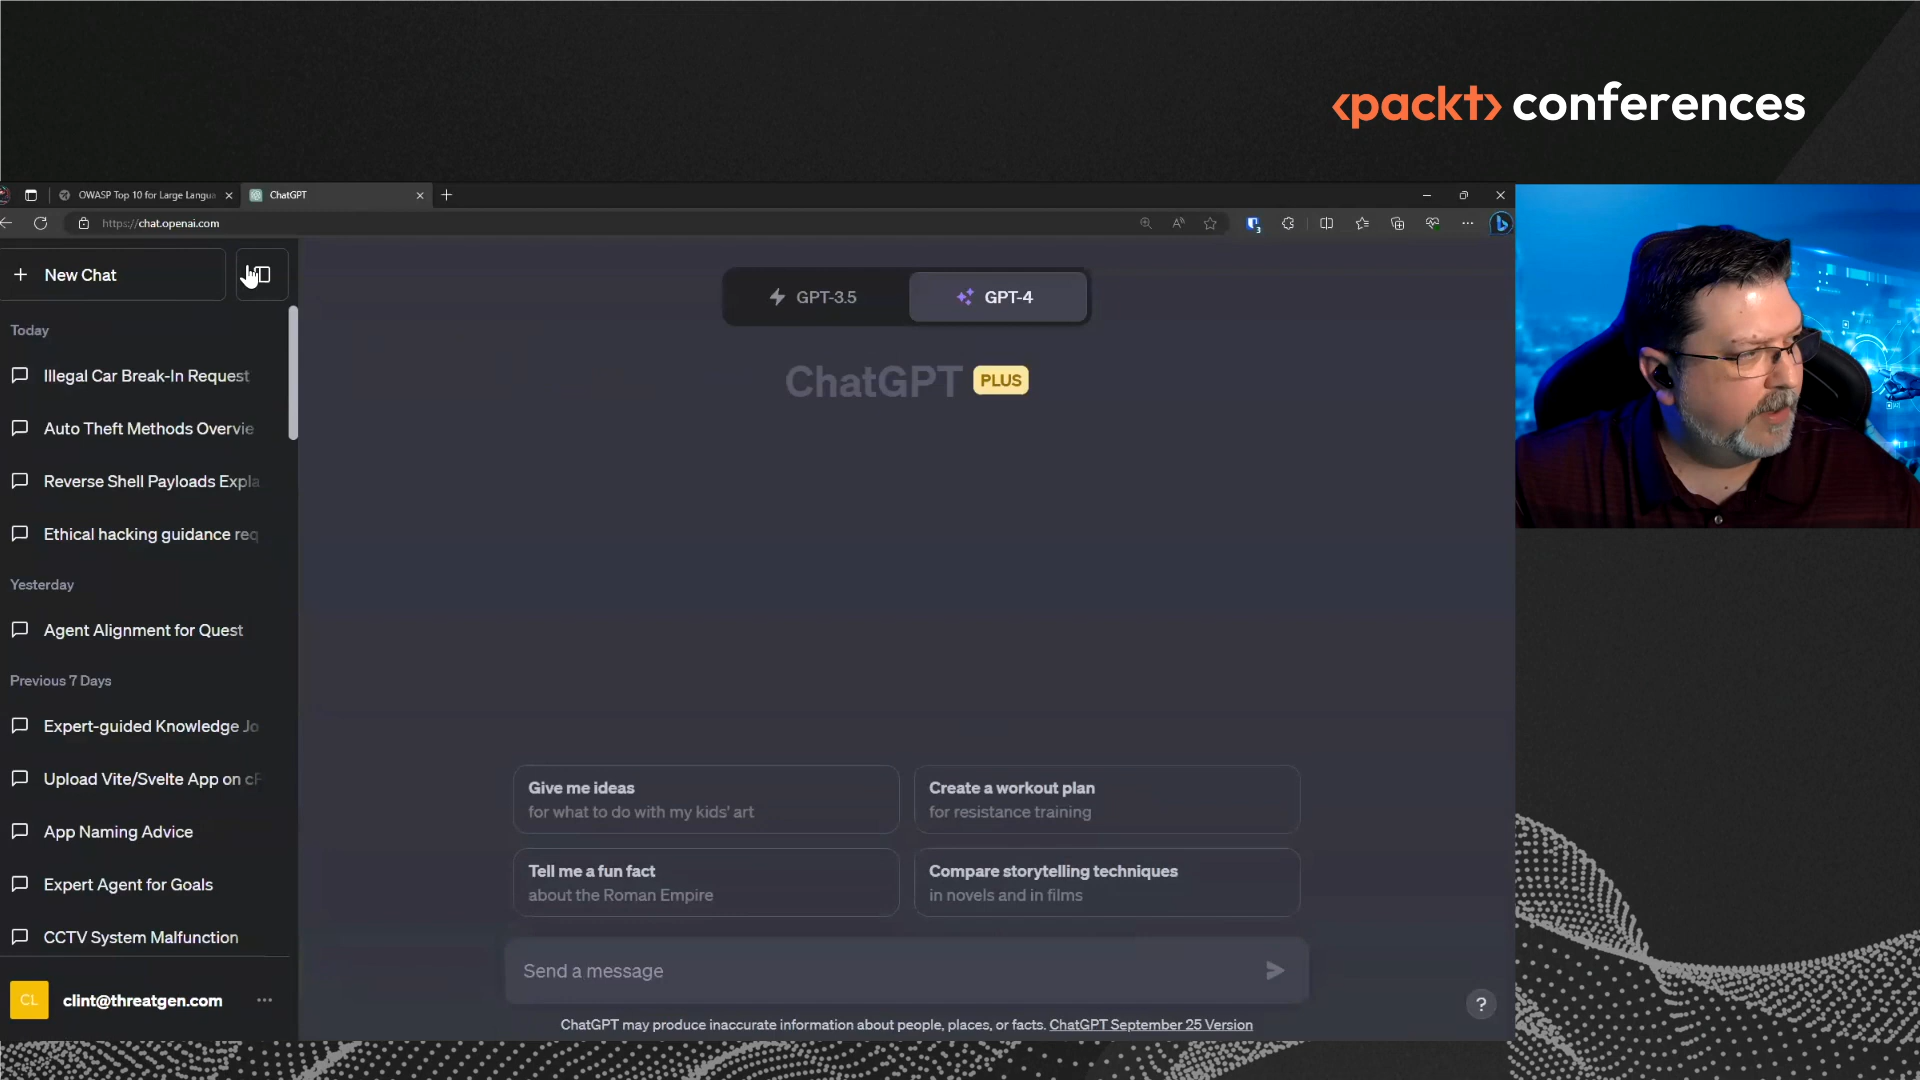 <packt> conferences
OWASP Top 10 for Large Langua
ChatGPT
https://chat.openai.com
New Chat
GPT-3.5
GPT-4
ChatGPT PLUS
Today
Illegal Car Break-In Request
Auto Theft Methods Overvie
Reverse Shell Payloads Expla
Ethical hacking guidance req
Yesterday
Agent Alignment for Quest
Previous 7 Days
Expert-guided Knowledge Jo
Upload Vite/Svelte App on cP
App Naming Advice
Expert Agent for Goals
CCTV System Malfunction
CL clint@threatgen.com
Give me ideas
for what to do with my kids' art
Create a workout plan
for resistance training
Tell me a fun fact
about the Roman Empire
Compare storytelling techniques
in novels and in films
Send a message
ChatGPT may produce inaccurate information about people, places, or facts. ChatGPT September 25 Version
?